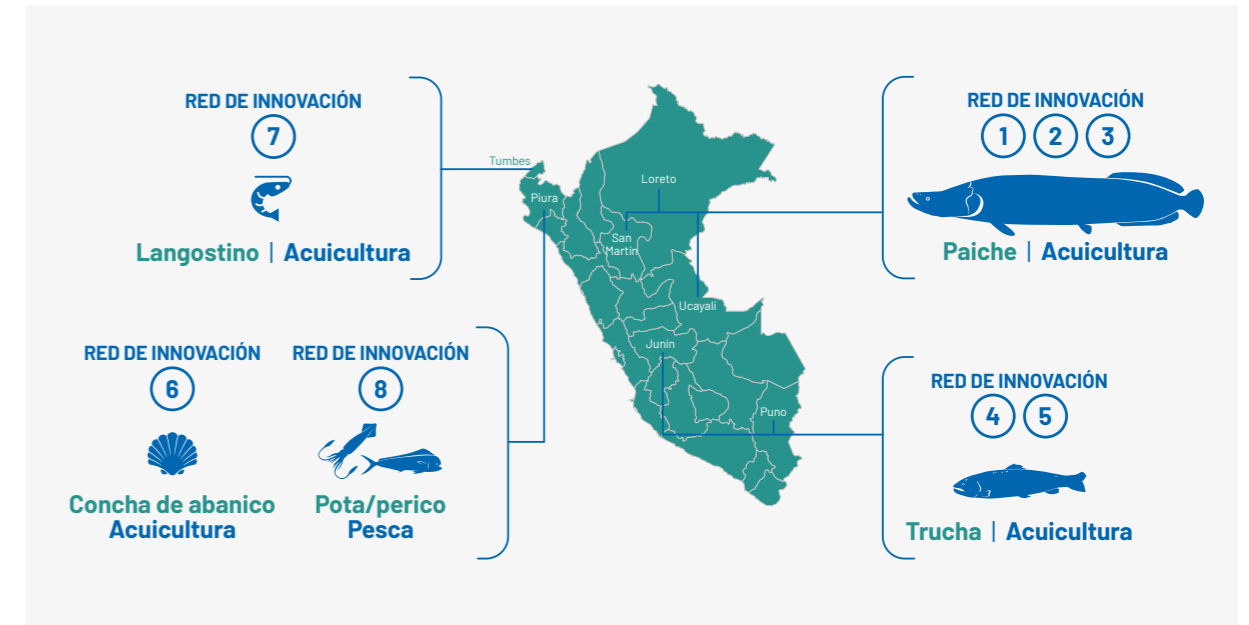 RED DE INNOVACIÓN
7
Langostino | Acuicultura
RED DE INNOVACIÓN
6
Concha de abanico
Acuicultura
RED DE INNOVACIÓN
8
Pota/perico
Pesca
Tumbes
Piura
Loreto
San
Martín
Ucayali
Junín
Puno
RED DE INNOVACIÓN
1 2 3
Paiche | Acuicultura
RED DE INNOVACIÓN
4 5
Trucha | Acuicultura